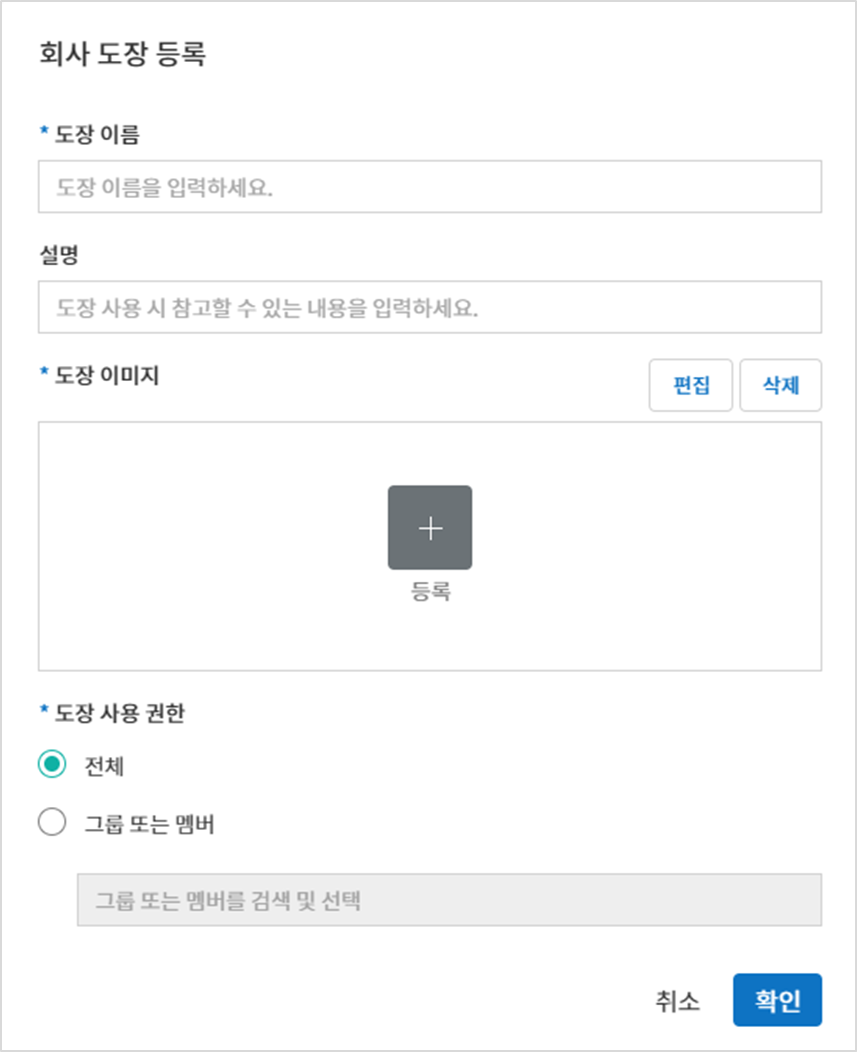 회사 도장 등록
* 도장 이름
도장 이름을 입력하세요.
설명
도장 사용 시 참고할 수 있는 내용을 입력하세요.
* 도장 이미지
편집 삭제
+
등록
* 도장 사용 권한
전체
그룹 또는 멤버
그룹 또는 멤버를 검색 및 선택
취소 확인